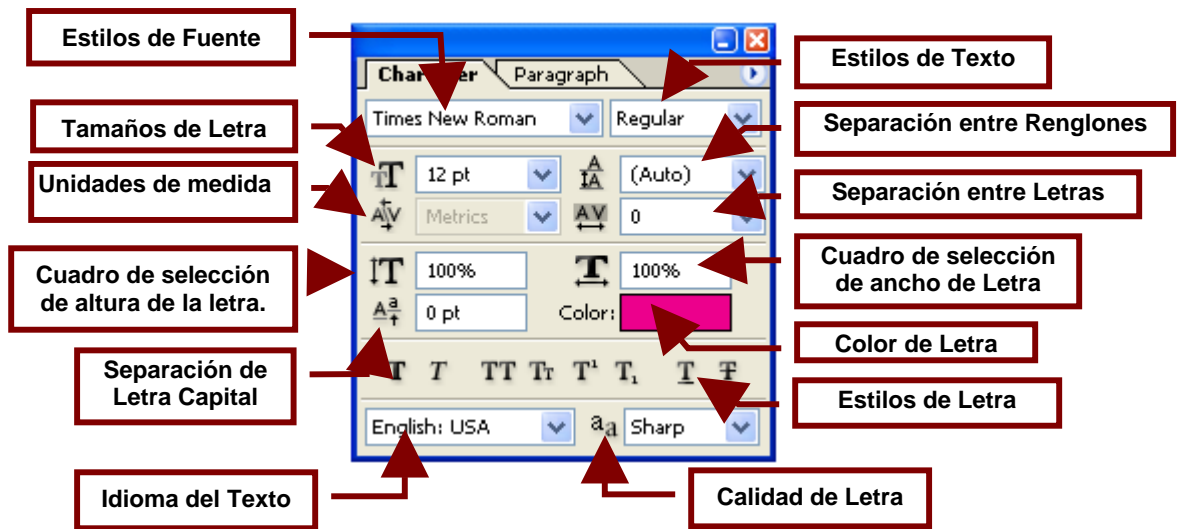 Estilos de Fuente
Estilos de Texto
Character
Paragraph
Times New Roman
Regular
Tamaños de Letra
Separación entre Renglones
12 pt
(Auto)
Unidades de medida
Separación entre Letras
Metrics
0
Cuadro de selección
de altura de la letra.
100%
100%
Cuadro de selección
de ancho de Letra
0 pt
Color:
Color de Letra
Separación de
Letra Capital
T T TT Tт T¹ T₁ T T
Estilos de Letra
English: USA
aa Sharp
Idioma del Texto
Calidad de Letra